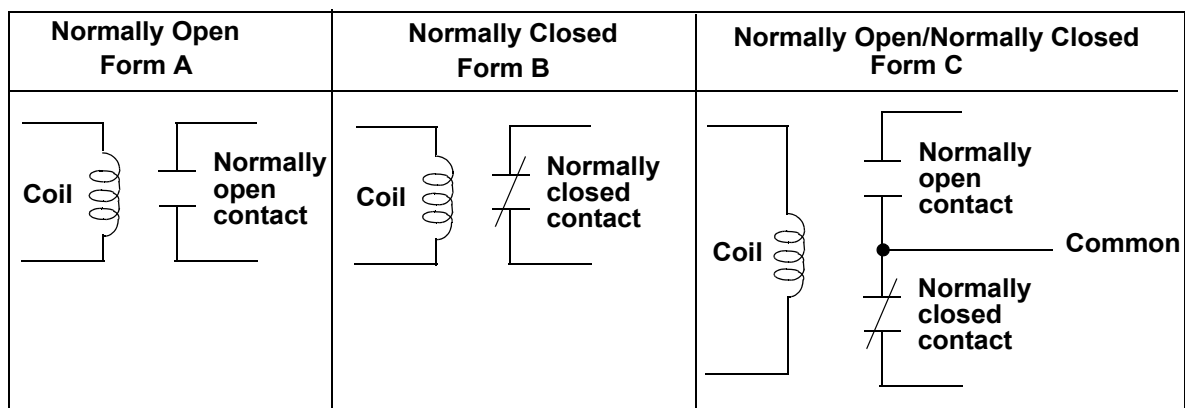 Normally Open
Form A
Normally Closed
Form B
Normally Open/Normally Closed
Form C
Coil
Normally
open
contact
Coil
Normally
closed
contact
Coil
Normally
open
contact
Common
Normally
closed
contact